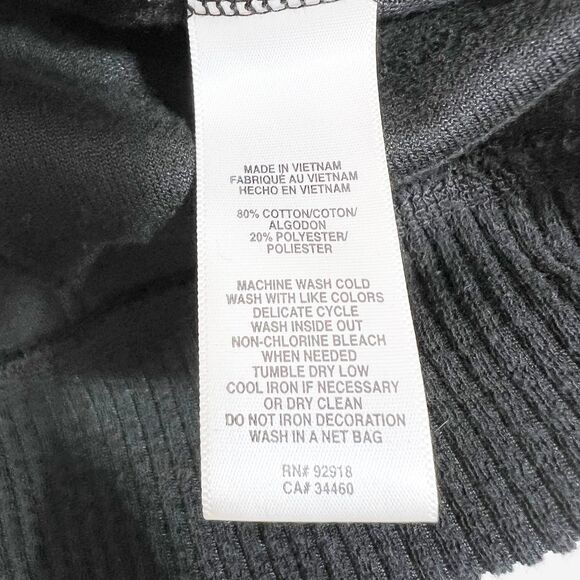 MADE IN VIETNAM
FABRIQUÉ AU VIETNAM
HECHO EN VIETNAM
80% COTTON/COTON/
ALGODON
20% POLYESTER/
POLIESTER
MACHINE WASH COLD
WASH WITH LIKE COLORS
DELICATE CYCLE
WASH INSIDE OUT
NON-CHLORINE BLEACH
WHEN NEEDED
TUMBLE DRY LOW
COOL IRON IF NECESSARY
OR DRY CLEAN
DO NOT IRON DECORATION
WASH IN A NET BAG
RN# 92918
CA# 34460